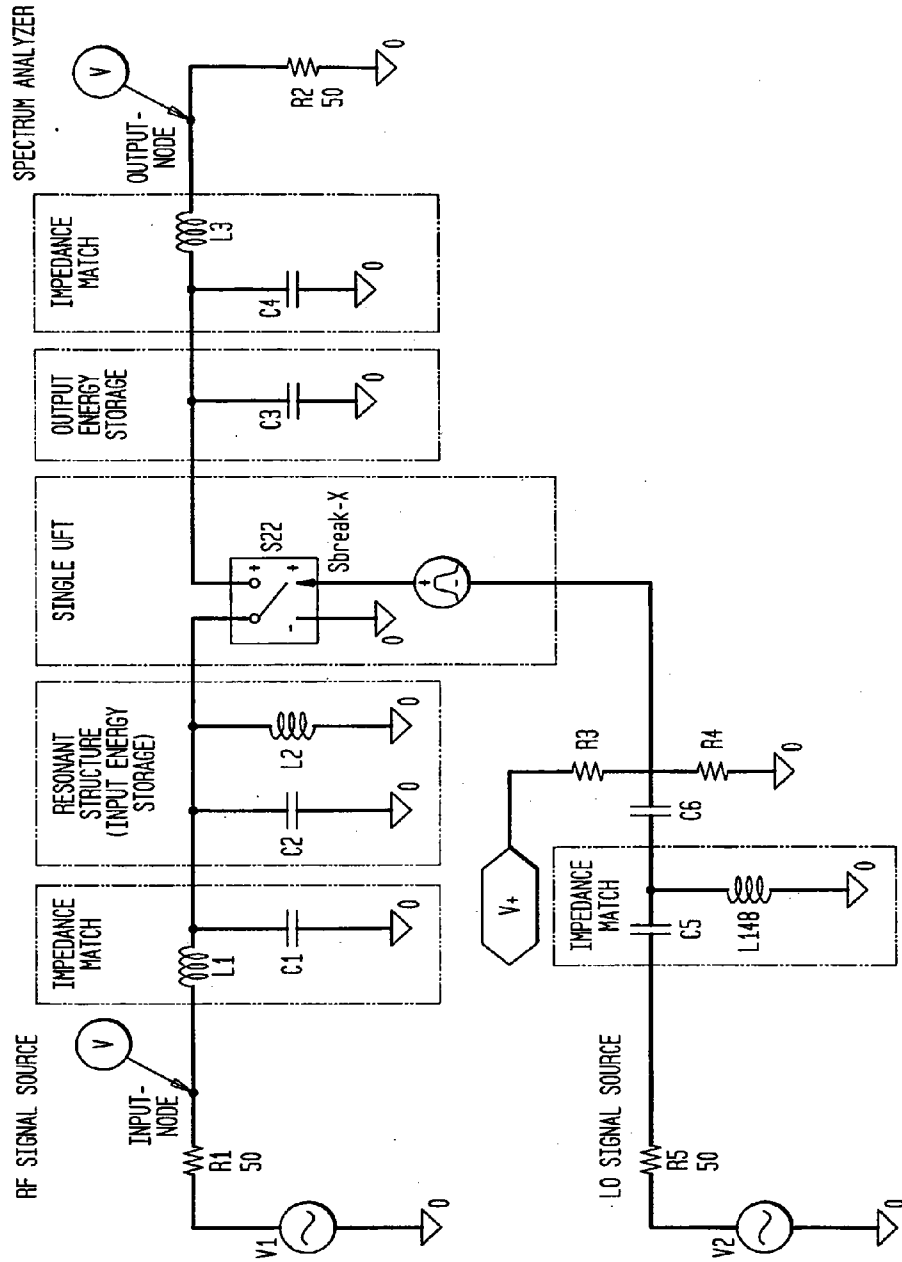 RF SIGNAL SOURCE
SPECTRUM ANALYZER
IMPEDANCE
MATCH
RESONANT
STRUCTURE
(INPUT ENERGY
STORAGE)
SINGLE UFT
OUTPUT
ENERGY
STORAGE
IMPEDANCE
MATCH
V
V
INPUT-
NODE
OUTPUT-
NODE
V1
R1
50
L1
C1
0
C2
0
L2
0
S22
+
+
-
Sbreak-X
0
+
-
C3
0
C4
0
L3
R2
50
0
0
V+
R3
R4
0
LO SIGNAL SOURCE
IMPEDANCE
MATCH
V2
R5
50
C5
L148
0
C6
0